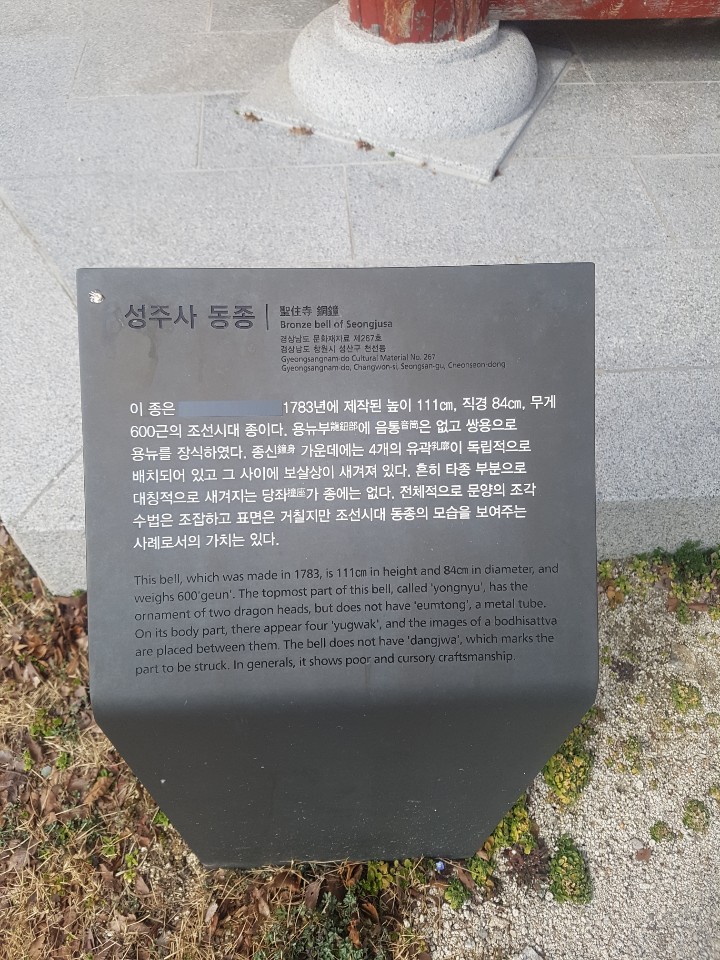 성주사 동종
聖住寺 銅鐘
Bronze bell of Seongjusa
경상남도 문화재자료 제267호
경상남도 창원시 성산구 천선동
Gyeongsangnam-do Cultural Material No. 267
Gyeongsangnam-do, Changwon-si, Seongsan-gu, Cheonseon-dong
이 종은 1783년에 제작된 높이 111㎝, 직경 84㎝, 무게
600근의 조선시대 종이다. 용뉴부龍鈕部에 음통音筒은 없고 쌍용으로
용뉴를 장식하였다. 종신鐘身 가운데에는 4개의 유곽乳廓이 독립적으로
배치되어 있고 그 사이에 보살상이 새겨져 있다. 흔히 타종 부분으로
대칭적으로 새겨지는 당좌撞座가 종에는 없다. 전체적으로 문양의 조각
수법은 조잡하고 표면은 거칠지만 조선시대 동종의 모습을 보여주는
사례로서의 가치는 있다.
This bell, which was made in 1783, is 111㎝ in height and 84㎝ in diameter, and
weighs 600'geun'. The topmost part of this bell, called 'yongnyu', has the
ornament of two dragon heads, but does not have 'eumtong', a metal tube.
On its body part, there appear four 'yugwak', and the images of a bodhisattva
are placed between them. The bell does not have 'dangjwa', which marks the
part to be struck. In generals, it shows poor and cursory craftsmanship.